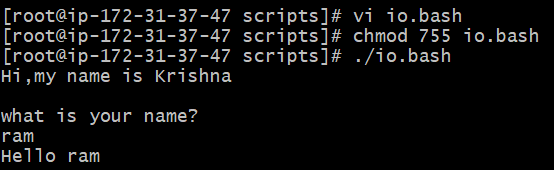 [root@ip-172-31-37-47 scripts]# vi io.bash
[root@ip-172-31-37-47 scripts]# chmod 755 io.bash
[root@ip-172-31-37-47 scripts]# ./io.bash
Hi,my name is Krishna
what is your name?
ram
Hello ram